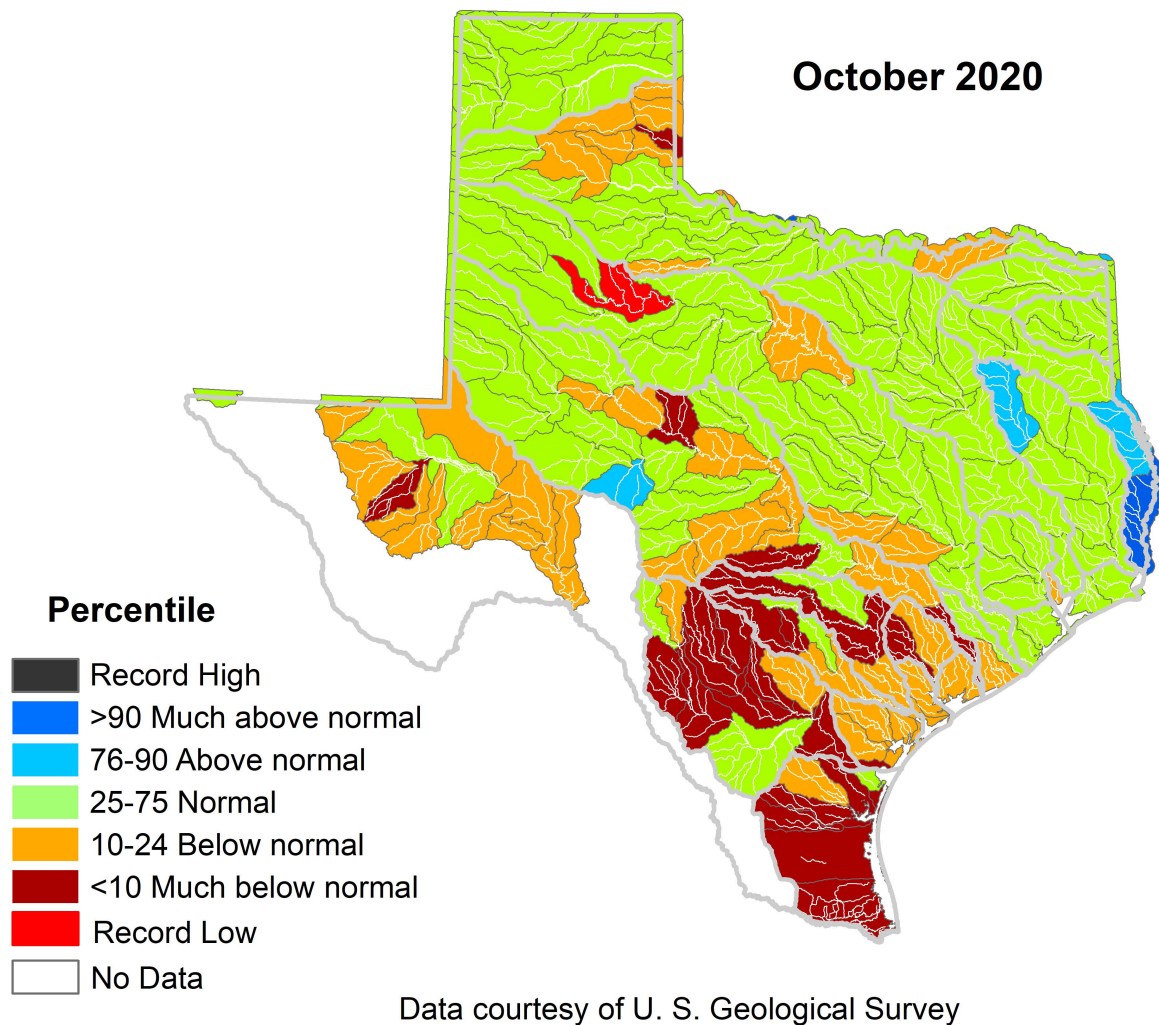 October 2020
Percentile
Record High
>90 Much above normal
76-90 Above normal
25-75 Normal
10-24 Below normal
<10 Much below normal
Record Low
No Data
Data courtesy of U. S. Geological Survey